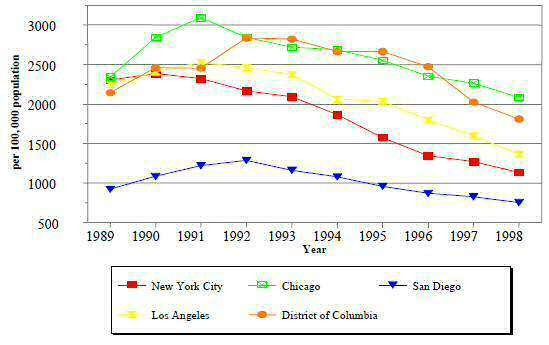 3000
2500
2000
1500
1000
500
per 100,000 population
1989 1990 1991 1992 1993 1994 1995 1996 1997 1998
Year
New York City Chicago San Diego
Los Angeles District of Columbia